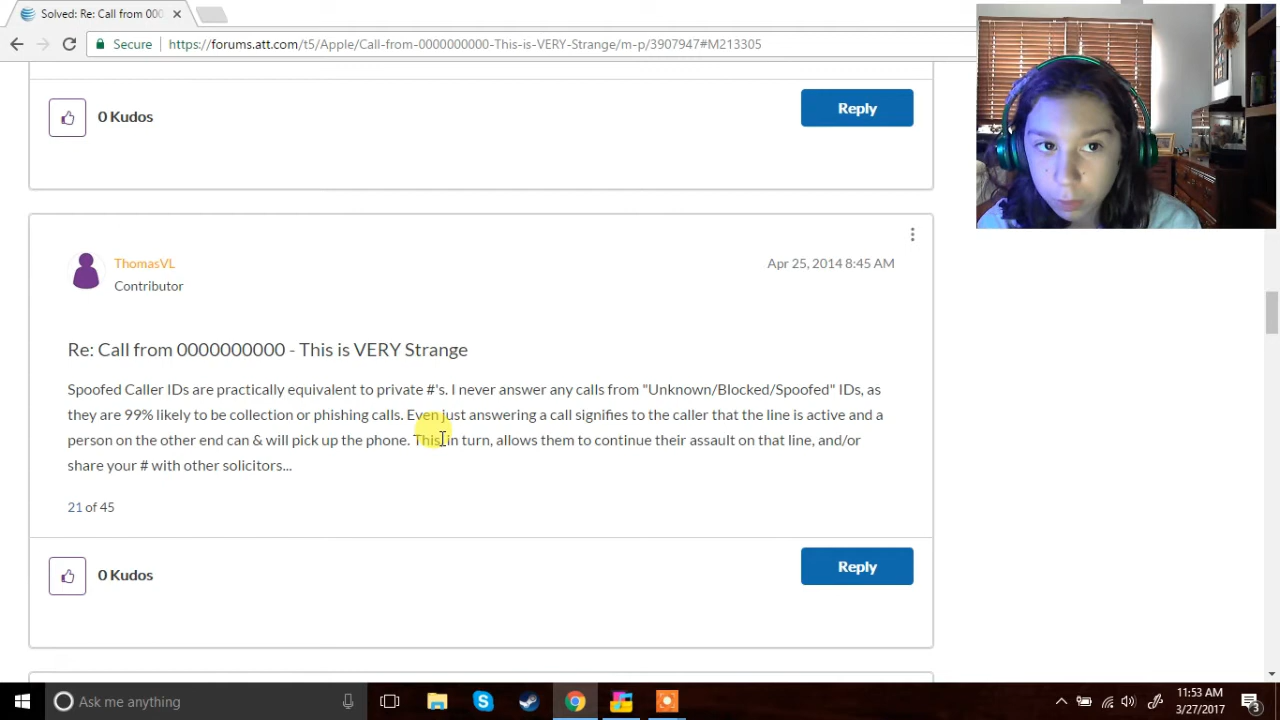 Solved: Re: Call from 000
Secure
https://forums.att.com
00000000-This-is-VERY-Strange/m-p/3907947#M213305
0 Kudos
Reply
ThomasVL
Contributor
Apr 25, 2014 8:45 AM
Re: Call from 0000000000 - This is VERY Strange
Spoofed Caller IDs are practically equivalent to private #'s. I never answer any calls from "Unknown/Blocked/Spoofed" IDs, as
they are 99% likely to be collection or phishing calls. Even just answering a call signifies to the caller that the line is active and a
person on the other end can & will pick up the phone. This, in turn, allows them to continue their assault on that line, and/or
share your # with other solicitors...
21 of 45
0 Kudos
Reply
Ask me anything
11:53 AM
3/27/2017
3